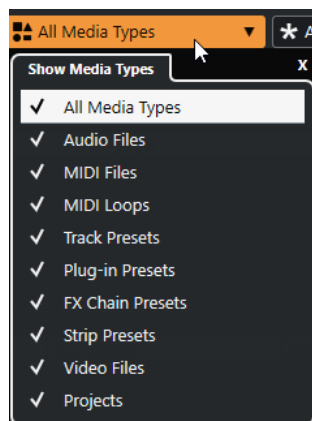 All Media Types
Show Media Types X
All Media Types
Audio Files
MIDI Files
MIDI Loops
Track Presets
Plug-in Presets
FX Chain Presets
Strip Presets
Video Files
Projects